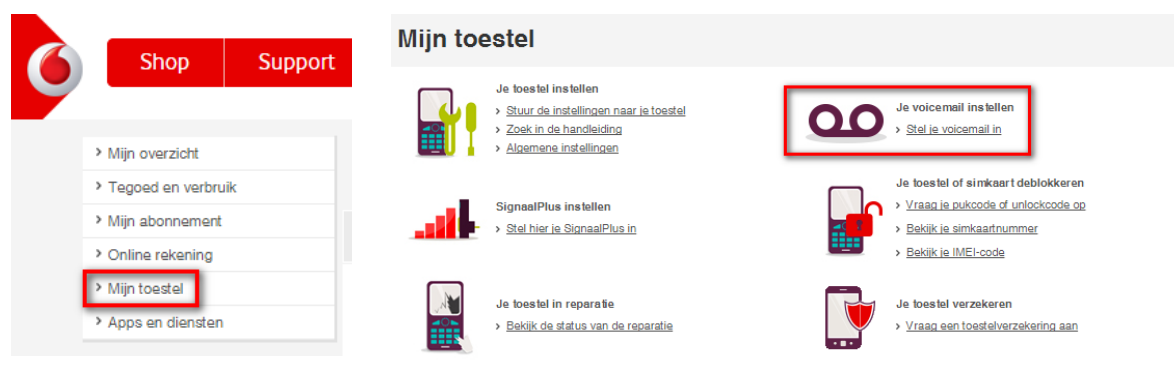 Shop
Support
> Mijn overzicht
> Tegoed en verbruik
> Mijn abonnement
> Online rekening
> Mijn toestel
> Apps en diensten
Mijn toestel
Je toestel instellen
> Stuur de instellingen naar je toestel
> Zoek in de handleiding
> Algemene instellingen
Je voicemail instellen
> Stel je voicemail in
SignaalPlus instellen
> Stel hier je SignaalPlus in
Je toestel of simkaart deblokkeren
> Vraag je pukcode of unlockcode op
> Bekijk je simkaartnummer
> Bekijk je IMEI-code
Je toestel in reparatie
> Bekijk de status van de reparatie
Je toestel verzekeren
> Vraag een toestelverzekering aan